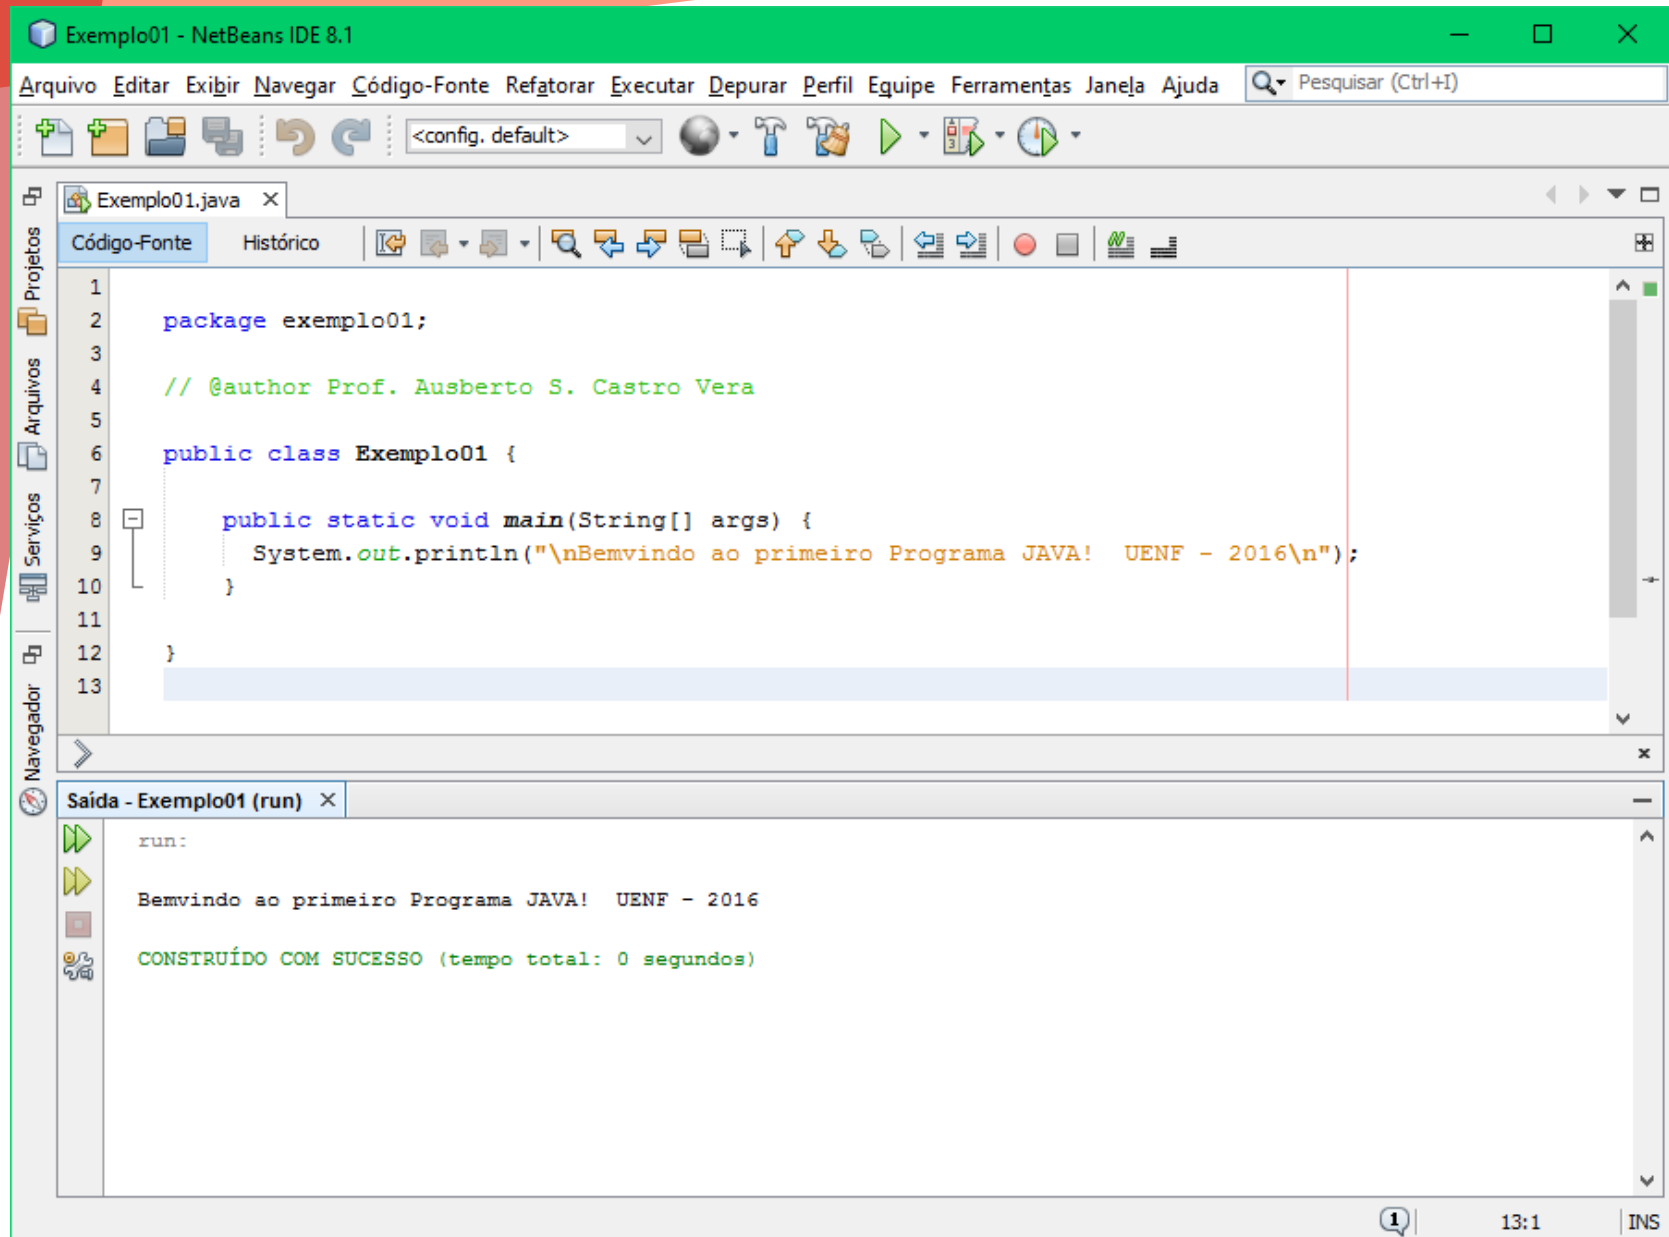 Exemplo01 - NetBeans IDE 8.1
Arquivo Editar Exibir Navegar Código-Fonte Refatorar Executar Depurar Perfil Equipe Ferramentas Janela Ajuda Pesquisar (Ctrl+I)
<config. default>
Exemplo01.java
Código-Fonte Histórico
Projetos
Arquivos
Serviços
Navegador
1
2 package exemplo01;
3
4 // @author Prof. Ausberto S. Castro Vera
5
6 public class Exemplo01 {
7
8 public static void main(String[] args) {
9 System.out.println("\nBemvindo ao primeiro Programa JAVA!  UENF - 2016\n");
10 }
11
12 }
13
Saída - Exemplo01 (run)
run:
Bemvindo ao primeiro Programa JAVA!  UENF - 2016
CONSTRUÍDO COM SUCESSO (tempo total: 0 segundos)
1 13:1 INS